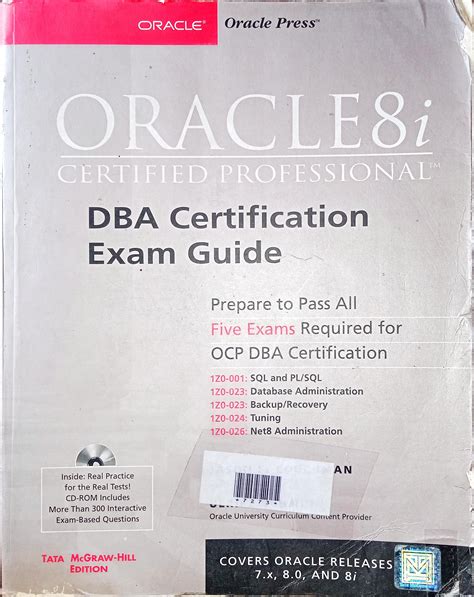 ORACLE® Oracle Press™
ORACLE8i
CERTIFIED PROFESSIONAL™
DBA Certification
Exam Guide
Prepare to Pass All
Five Exams Required for
OCP DBA Certification
1Z0-001: SQL and PL/SQL
1Z0-023: Database Administration
1Z0-023: Backup/Recovery
1Z0-024: Tuning
1Z0-026: Net8 Administration
Inside: Real Practice
for the Real Tests!
CD-ROM Includes
More Than 300 Interactive
Exam-Based Questions
*7273*
Oracle University Curriculum Content Provider
TATA MCGRAW-HILL
EDITION
COVERS ORACLE RELEASES
7.x, 8.0, AND 8i